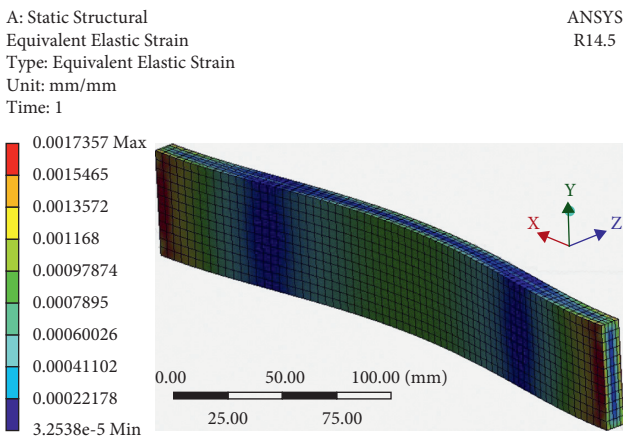 A: Static Structural
Equivalent Elastic Strain
Type: Equivalent Elastic Strain
Unit: mm/mm
Time: 1
ANSYS
R14.5
0.0017357 Max
0.0015465
0.0013572
0.001168
0.00097874
0.0007895
0.00060026
0.00041102
0.00022178
3.2538e-5 Min
Y
X
Z
0.00
50.00
100.00 (mm)
25.00
75.00